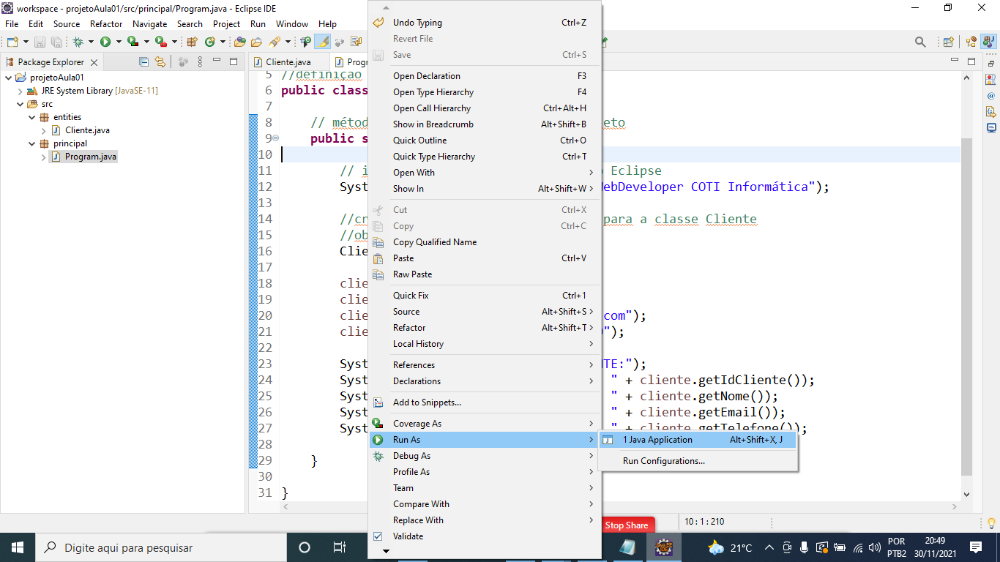 workspace - projetoAula01/src/principal/Program.java - Eclipse IDE
File Edit Source Refactor Navigate Search Project Run Window Help
Package Explorer
projetoAula01
JRE System Library [JavaSE-11]
src
entities
Cliente.java
principal
Program.java
Cliente.java
Prog
5 //definição
6 public class
7
8 // métod eto
9 public s
10
11 // i Eclipse
12 Syst WebDeveloper COTI Informática");
13
14 //cr para a classe Cliente
15 //ob
16 Clie
17
18 clie
19 clie
20 clie com");
21 clie ");
22
23 Syst NTE:");
24 Syst " + cliente.getIdCliente());
25 Syst " + cliente.getNome());
26 Syst " + cliente.getEmail());
27 Syst " + cliente.getTelefone());
28
29 }
30
31 }
Undo Typing Ctrl+Z
Revert File
Save Ctrl+S
Open Declaration F3
Open Type Hierarchy F4
Open Call Hierarchy Ctrl+Alt+H
Show in Breadcrumb Alt+Shift+B
Quick Outline Ctrl+O
Quick Type Hierarchy Ctrl+T
Open With
Show In Alt+Shift+W
Cut Ctrl+X
Copy Ctrl+C
Copy Qualified Name
Paste Ctrl+V
Raw Paste
Quick Fix Ctrl+1
Source Alt+Shift+S
Refactor Alt+Shift+T
Local History
References
Declarations
Add to Snippets...
Coverage As
Run As
Debug As
Profile As
Team
Compare With
Replace With
Validate
1 Java Application Alt+Shift+X, J
Run Configurations...
Stop Share
10 : 1 : 210
Digite aqui para pesquisar
21°C
POR
PTB2
20:49
30/11/2021